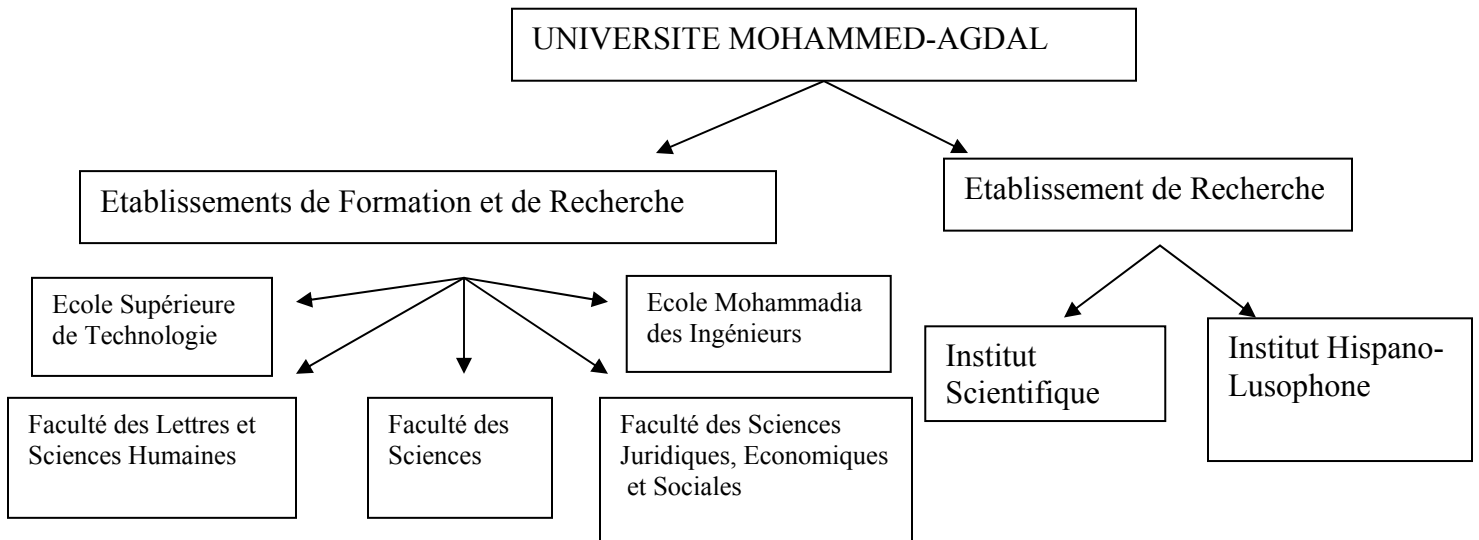 UNIVERSITE MOHAMMED-AGDAL
Etablissements de Formation et de Recherche
Etablissement de Recherche
Ecole Supérieure
de Technologie
Ecole Mohammadia
des Ingénieurs
Faculté des Lettres et
Sciences Humaines
Faculté des
Sciences
Faculté des Sciences
Juridiques, Economiques
et Sociales
Institut
Scientifique
Institut Hispano-
Lusophone